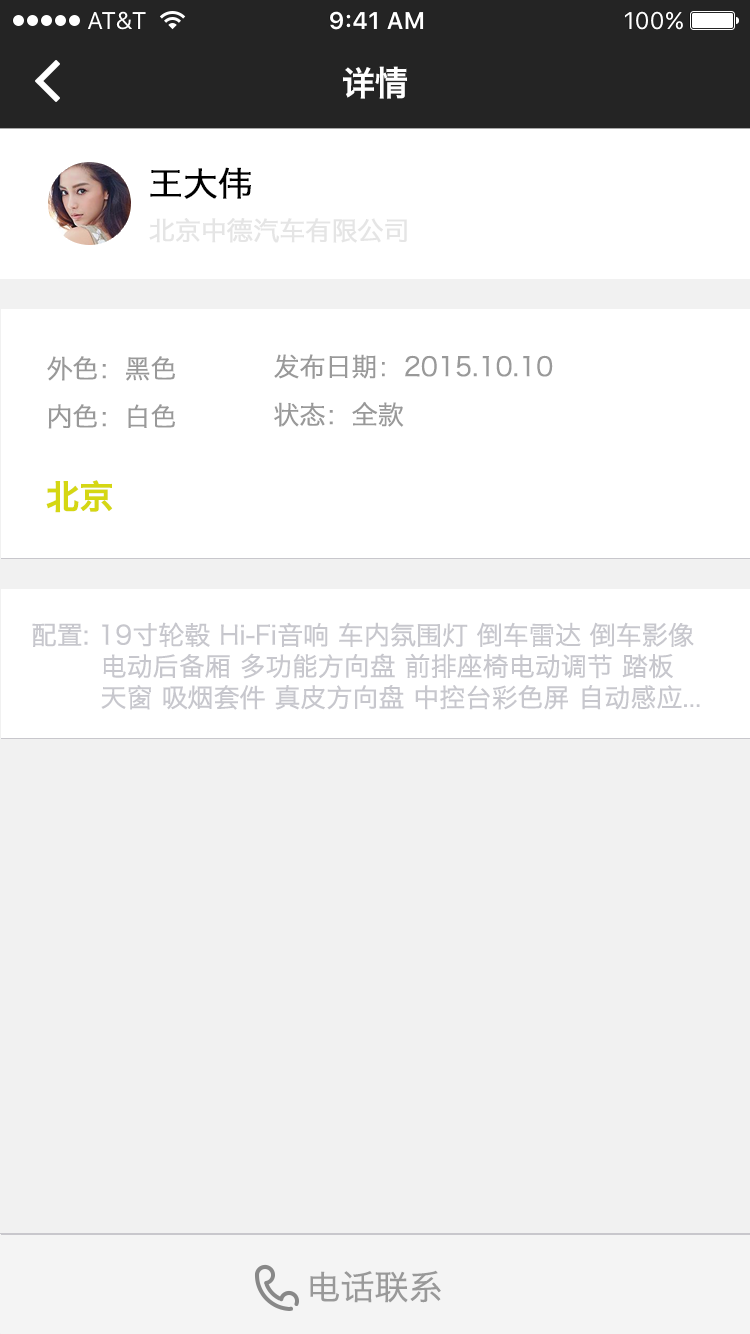 AT&T 9:41 AM 100%
详情
王大伟
北京中德汽车有限公司
外色：黑色 发布日期：2015.10.10
内色：白色 状态：全款
北京
配置: 19寸轮毂 Hi-Fi音响 车内氛围灯 倒车雷达 倒车影像
电动后备厢 多功能方向盘 前排座椅电动调节 踏板
天窗 吸烟套件 真皮方向盘 中控台彩色屏 自动感应...
电话联系